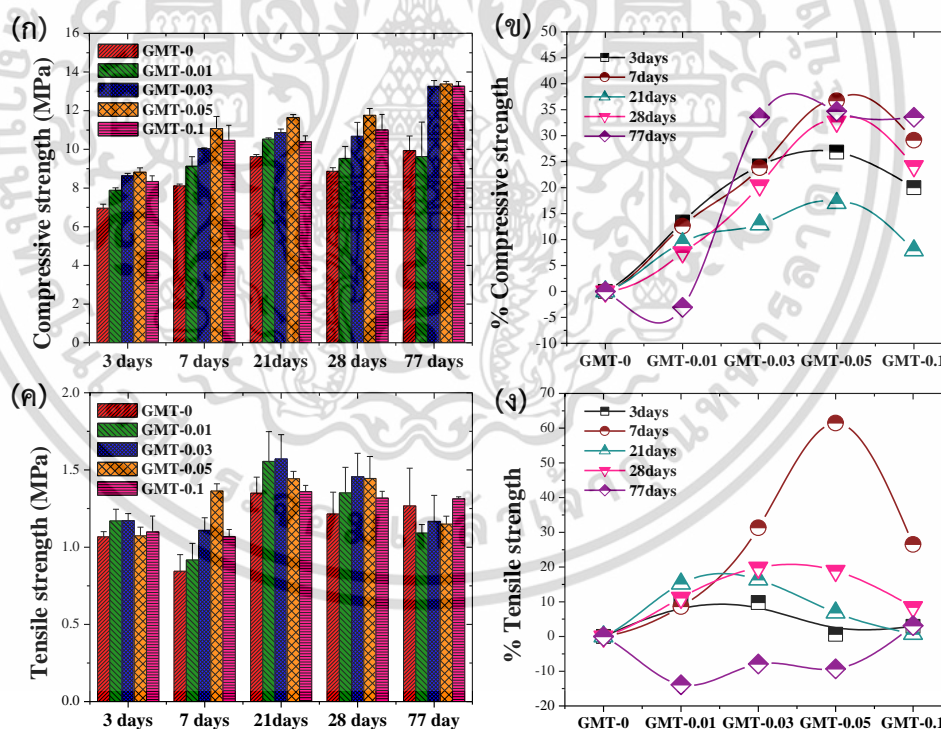 (ก)
Compressive strength (MPa)
16
14
12
10
8
6
4
2
0
GMT-0
GMT-0.01
GMT-0.03
GMT-0.05
GMT-0.1
3 days
7 days
21days
28 days
77 days
(ข)
% Compressive strength
50
45
40
35
30
25
20
15
10
5
0
-5
-10
3days
7days
21days
28days
77days
GMT-0
GMT-0.01
GMT-0.03
GMT-0.05
GMT-0.1
(ค)
Tensile strength (MPa)
2.0
1.5
1.0
0.5
0.0
GMT-0
GMT-0.01
GMT-0.03
GMT-0.05
GMT-0.1
3 days
7 days
21days
28 days
77 day
(ง)
% Tensile strength
70
60
50
40
30
20
10
0
-10
-20
3days
7days
21days
28days
77days
GMT-0
GMT-0.01
GMT-0.03
GMT-0.05
GMT-0.1